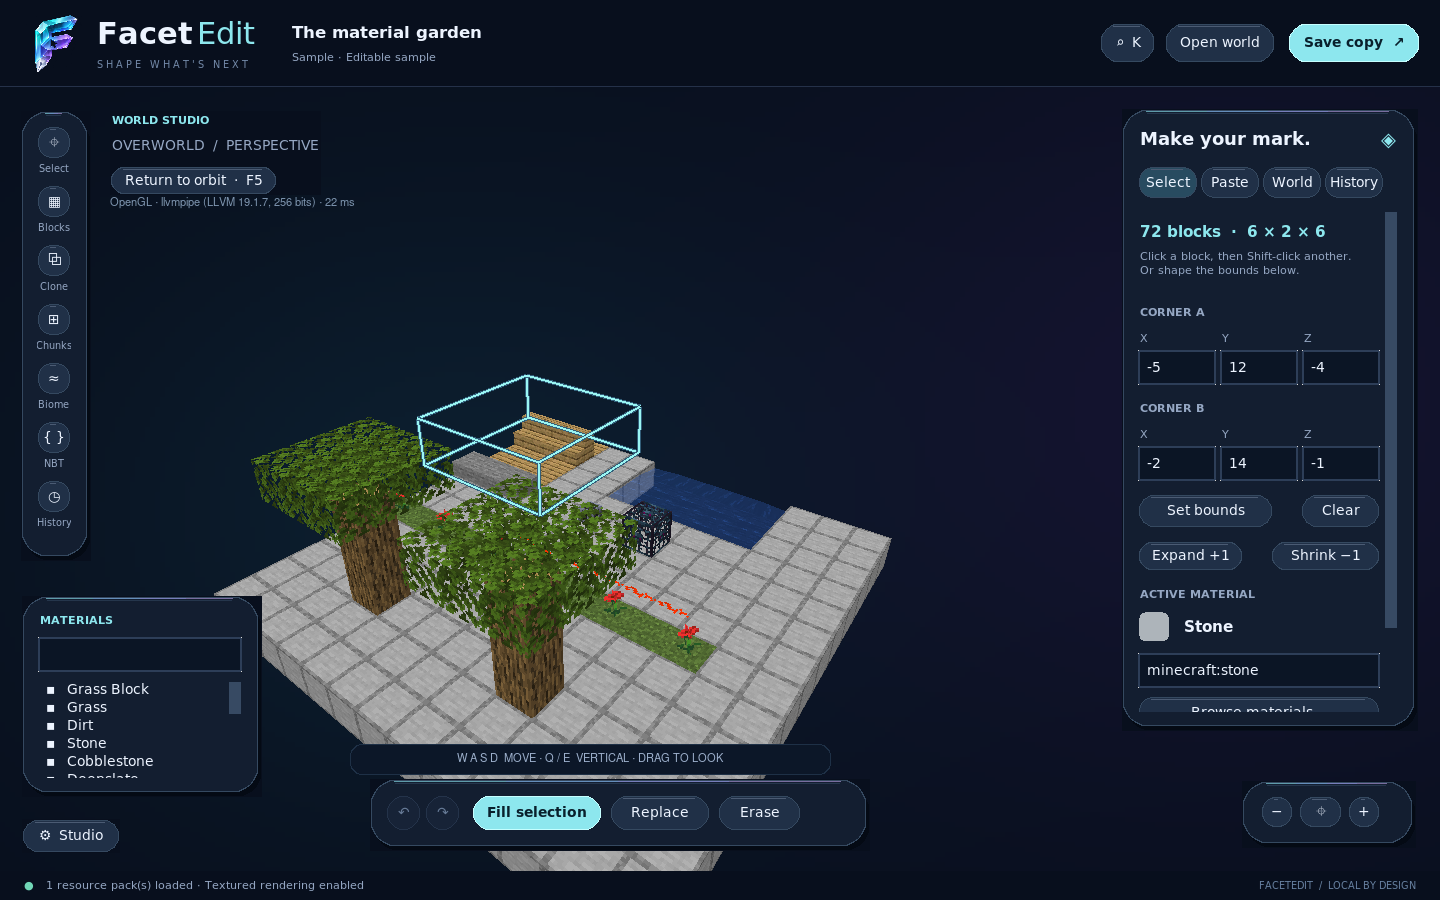 FacetEdit
SHAPE WHAT'S NEXT
The material garden
Sample · Editable sample
⌕ K
Open world
Save copy ↗
Select
Blocks
Clone
Chunks
Biome
{ }
NBT
History
WORLD STUDIO
OVERWORLD / PERSPECTIVE
Return to orbit · F5
OpenGL · llvmpipe (LLVM 19.1.7, 256 bits) · 22 ms
Make your mark.
Select Paste World History
72 blocks · 6 × 2 × 6
Click a block, then Shift-click another.
Or shape the bounds below.
CORNER A
X Y Z
-5 12 -4
CORNER B
X Y Z
-2 14 -1
Set bounds Clear
Expand +1 Shrink −1
ACTIVE MATERIAL
Stone
minecraft:stone
Browse materials
MATERIALS
Grass Block
Grass
Dirt
Stone
Cobblestone
Deepslate
W A S D MOVE · Q / E VERTICAL · DRAG TO LOOK
Fill selection Replace Erase
− +
Studio
1 resource pack(s) loaded · Textured rendering enabled
FACETEDIT / LOCAL BY DESIGN